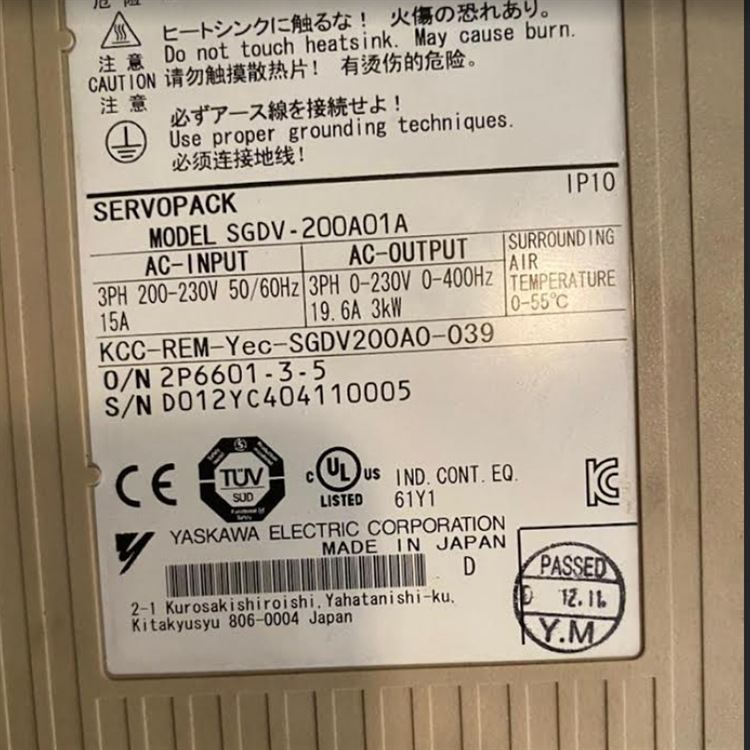 危 険
注 意
CAUTION
注 意
ヒートシンクに触るな! 火傷の恐れあり。
Do not touch heatsink. May cause burn.
请勿触摸散热片! 有烫伤的危险。
必ずアース線を接続せよ!
Use proper grounding techniques.
必须连接地线!
IP10
SERVOPACK
MODEL SGDV-200A01A
AC-INPUT
3PH 200-230V 50/60Hz
15A
AC-OUTPUT
3PH 0-230V 0-400Hz
19.6A 3kW
SURROUNDING
AIR
TEMPERATURE
0-55℃
KCC-REM-Yec-SGDV200A0-039
O/N 2P6601-3-5
S/N D012YC404110005
CE
TÜV
SÜD
Functional
Safety
c UL US
LISTED
IND. CONT. EQ.
61Y1
YASKAWA ELECTRIC CORPORATION
MADE IN JAPAN
D
2-1 Kurosakishiroishi, Yahatanishi-ku,
Kitakyusyu 806-0004 Japan
PASSED
12.11.
Y.M